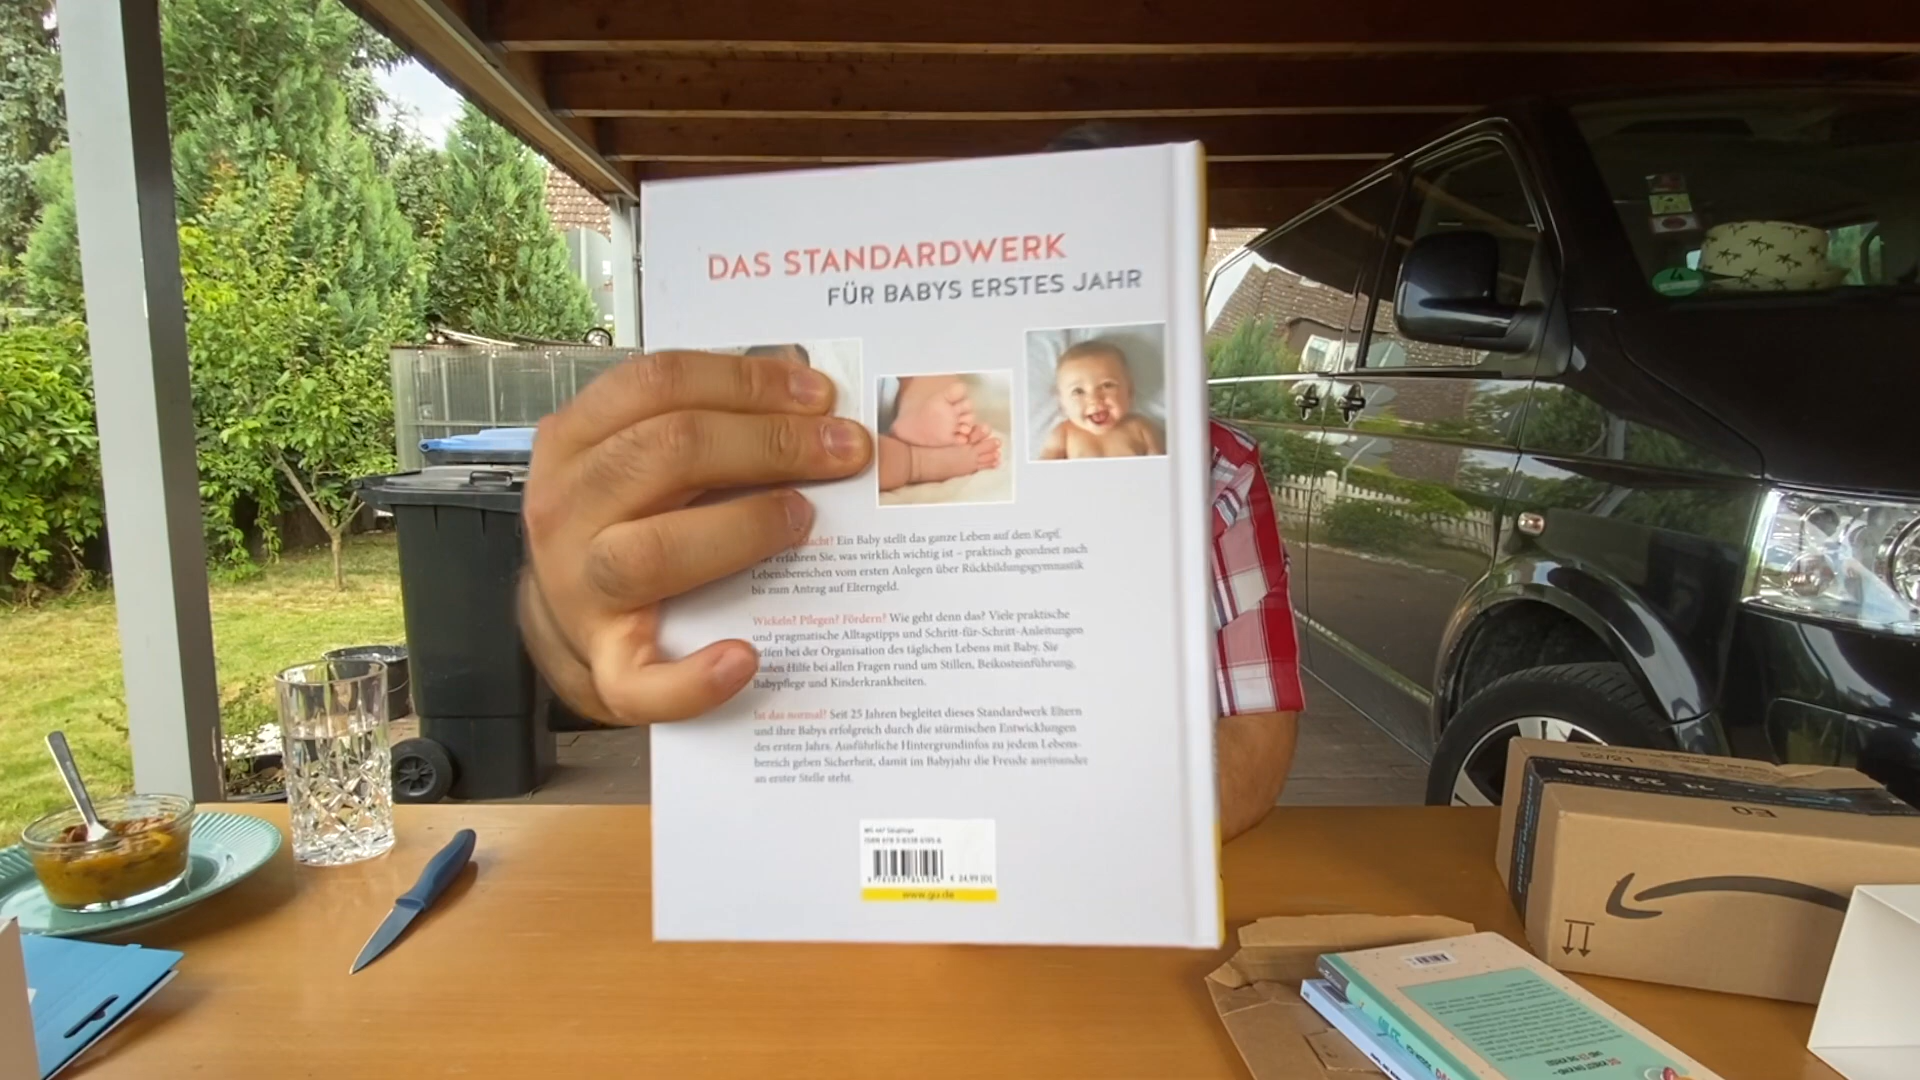 DAS STANDARDWERK
FÜR BABYS ERSTES JAHR
Ein Baby stellt das ganze Leben auf den Kopf.
erfahren Sie, was wirklich wichtig ist – praktisch geordnet nach
Lebensbereichen vom ersten Anlegen über Rückbildungsgymnastik
bis zum Antrag auf Elterngeld.
Wickeln? Pflegen? Fördern? Wie geht denn das? Viele praktische
und pragmatische Alltagstipps und Schritt-für-Schritt-Anleitungen
helfen bei der Organisation des täglichen Lebens mit Baby. Sie
Hilfe bei allen Fragen rund um Stillen, Beikosteinführung,
Babypflege und Kinderkrankheiten.
Ist das normal? Seit 25 Jahren begleitet dieses Standardwerk Eltern
und ihre Babys erfolgreich durch die stürmischen Entwicklungen
des ersten Jahrs. Ausführliche Hintergrundinfos zu jedem Lebens-
bereich geben Sicherheit, damit im Babyjahr die Freude aneinander
an erster Stelle steht.
€ 24,99 [D]
www.gu.de
4